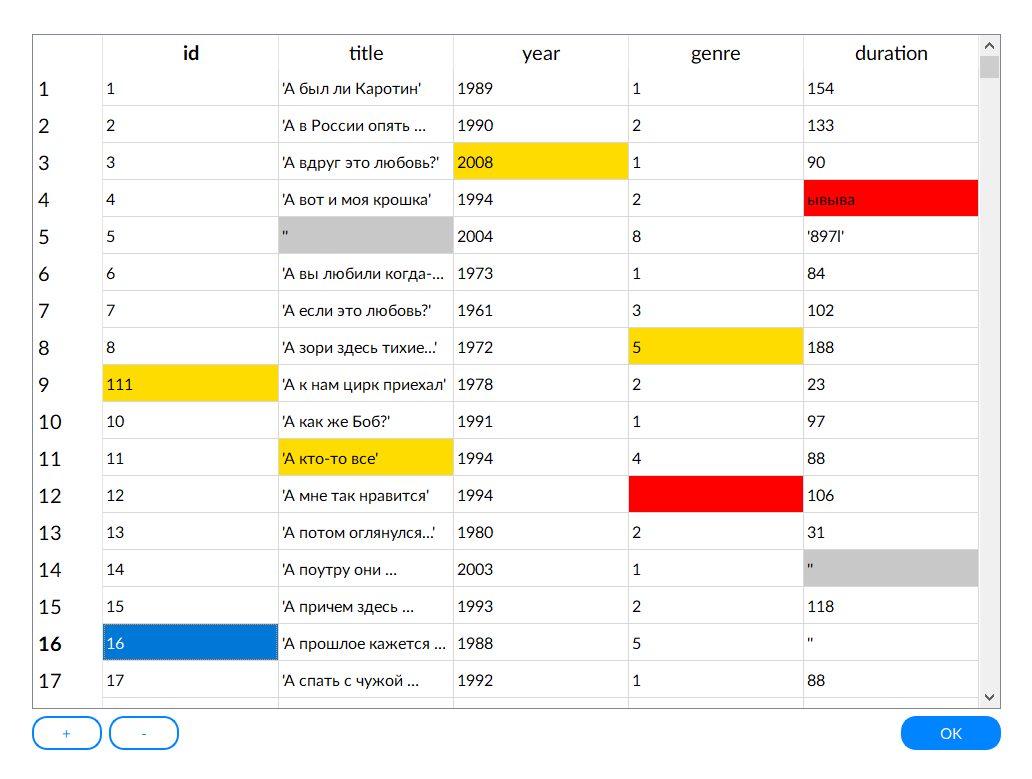 id title year genre duration
1 1 'А был ли Каротин' 1989 1 154
2 2 'А в России опять ... 1990 2 133
3 3 'А вдруг это любовь?' 2008 1 90
4 4 'А вот и моя крошка' 1994 2 ывыва
5 5 '' 2004 8 '897l'
6 6 'А вы любили когда-... 1973 1 84
7 7 'А если это любовь?' 1961 3 102
8 8 'А зори здесь тихие...' 1972 5 188
9 111 'А к нам цирк приехал' 1978 2 23
10 10 'А как же Боб?' 1991 1 97
11 11 'А кто-то все' 1994 4 88
12 12 'А мне так нравится' 1994 106
13 13 'А потом оглянулся...' 1980 2 31
14 14 'А поутру они ... 2003 1 ''
15 15 'А причем здесь ... 1993 2 118
16 16 'А прошлое кажется ... 1988 5 ''
17 17 'А спать с чужой ... 1992 1 88
+ - OK